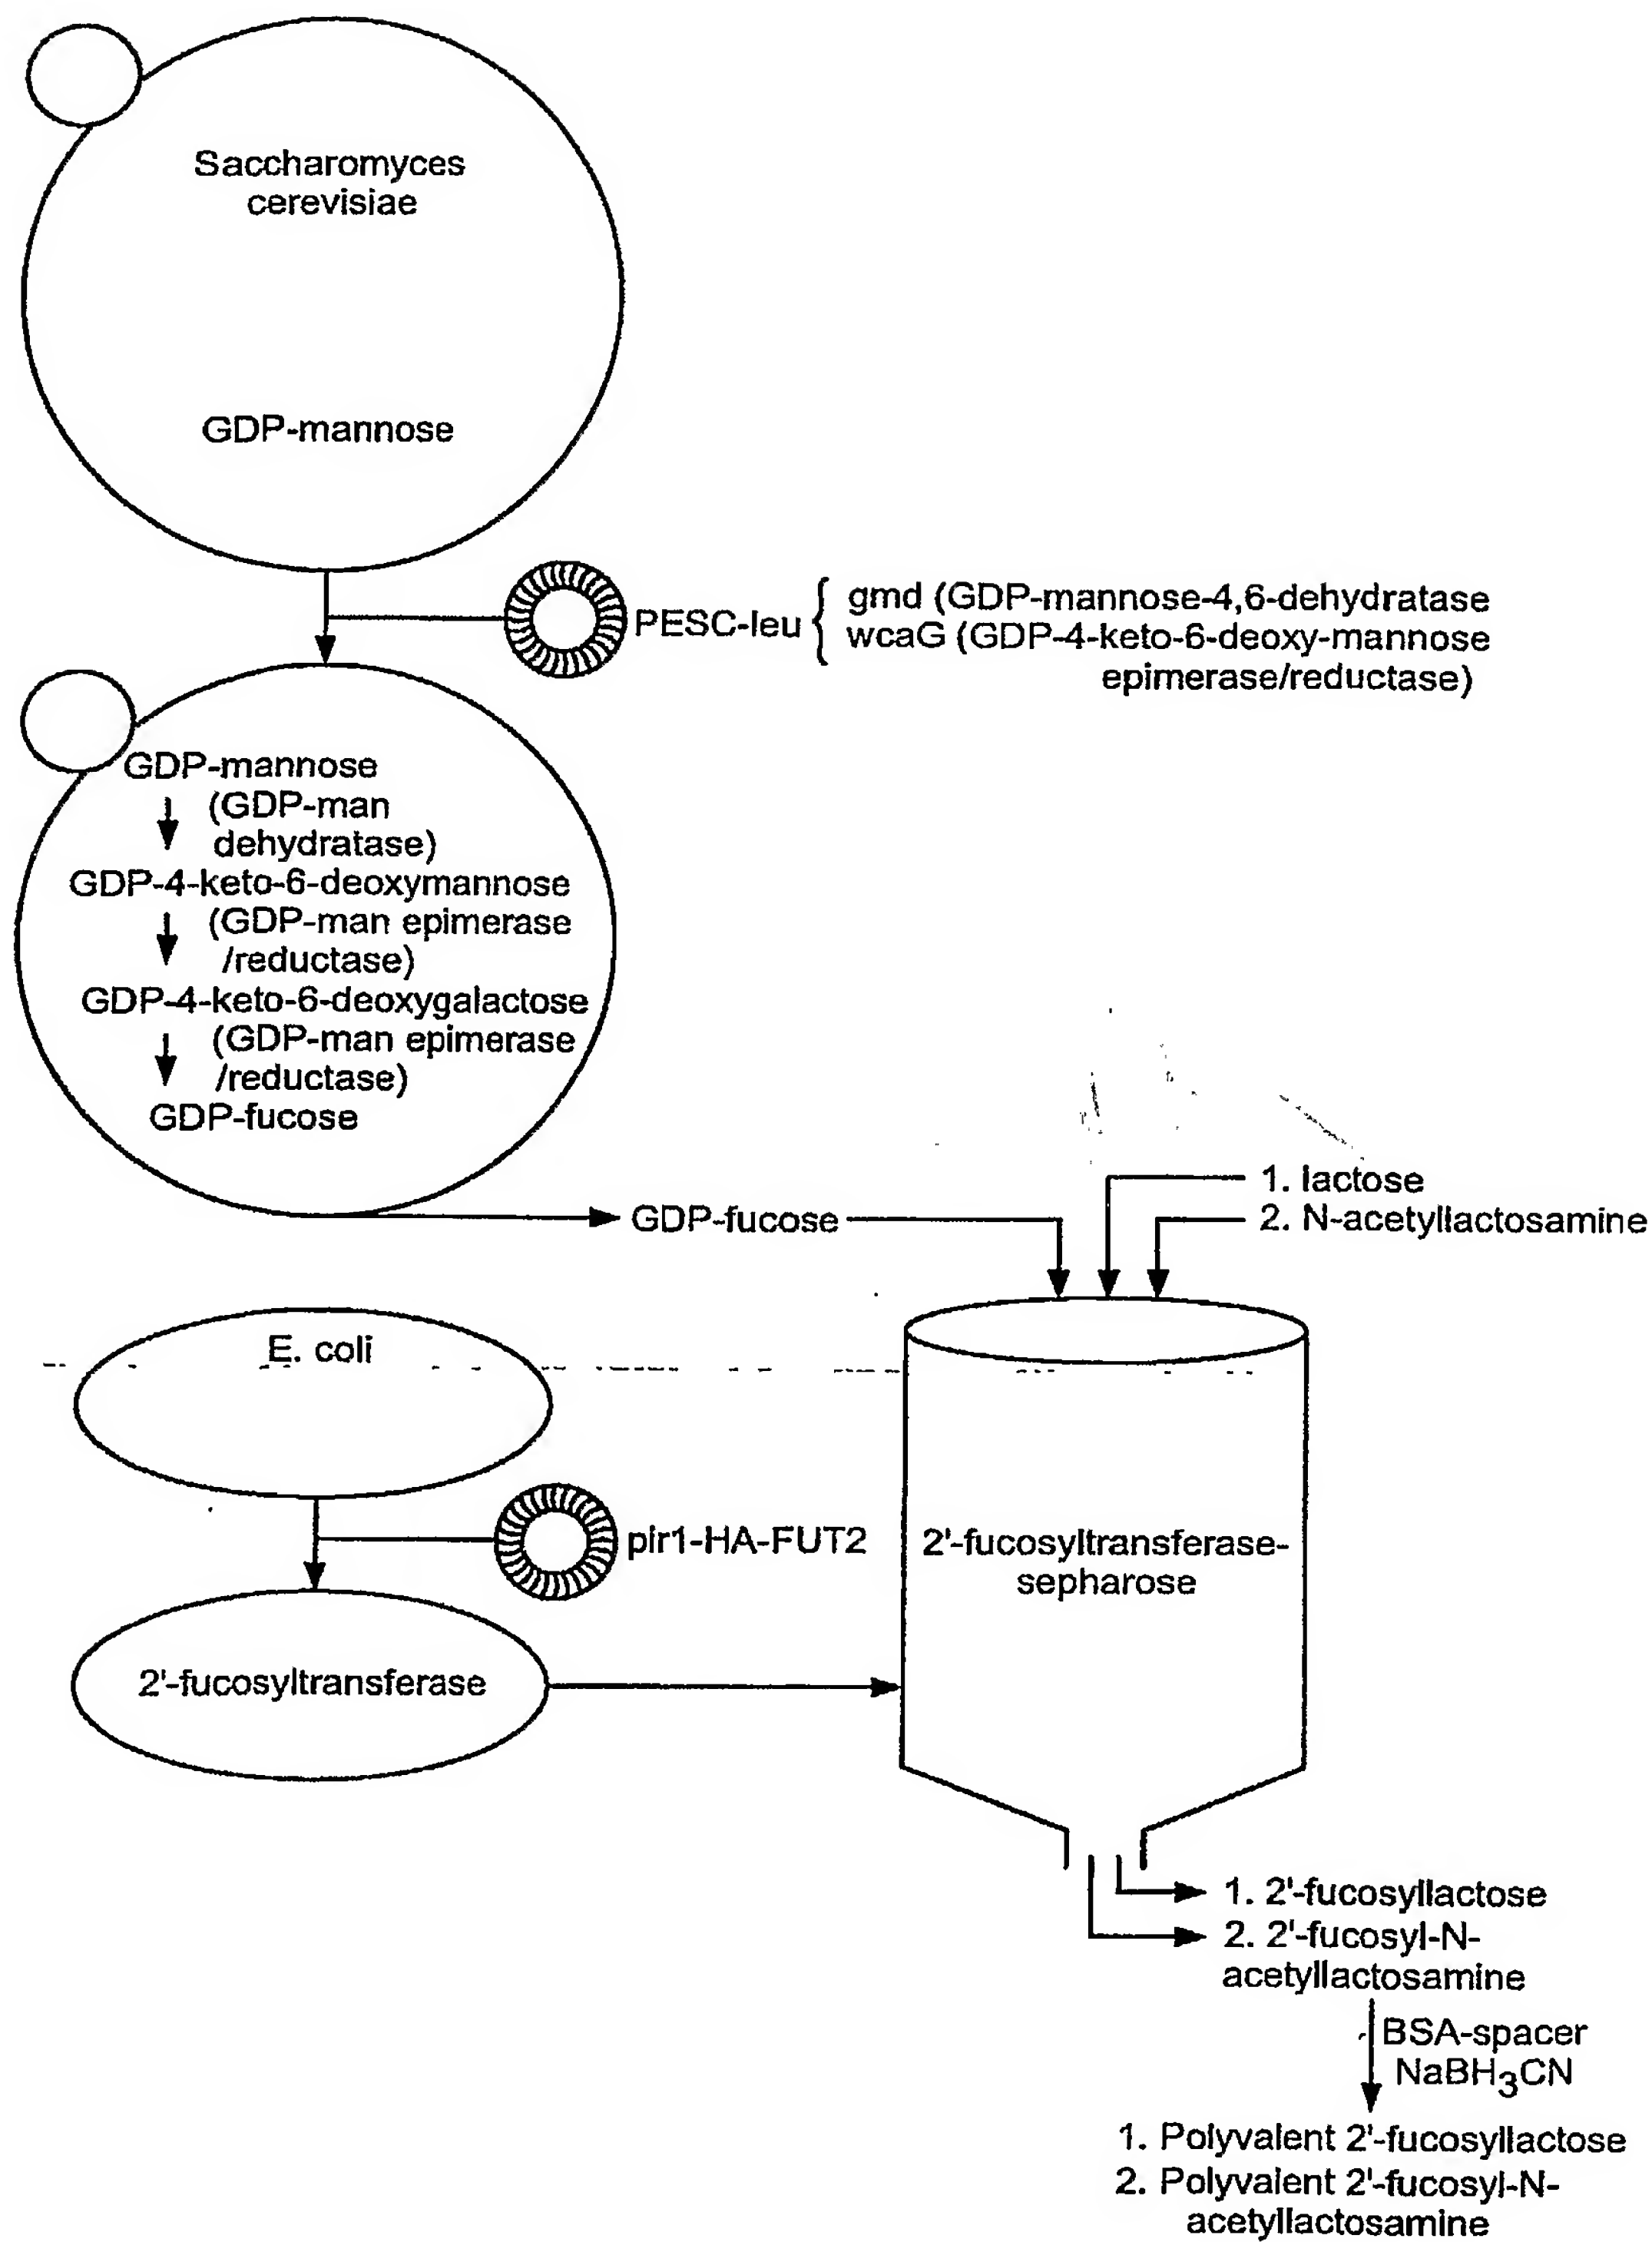 Saccharomyces
cerevisiae
GDP-mannose
PESC-leu
gmd (GDP-mannose-4,6-dehydratase
wcaG (GDP-4-keto-6-deoxy-mannose
epimerase/reductase)
GDP-mannose
(GDP-man
dehydratase)
GDP-4-keto-6-deoxymannose
(GDP-man epimerase
/reductase)
GDP-4-keto-6-deoxygalactose
(GDP-man epimerase
/reductase)
GDP-fucose
GDP-fucose
1. lactose
2. N-acetyllactosamine
E. coli
pir1-HA-FUT2
2'-fucosyltransferase
2'-fucosyltransferase-
sepharose
1. 2'-fucosyllactose
2. 2'-fucosyl-N-
acetyllactosamine
BSA-spacer
NaBH3CN
1. Polyvalent 2'-fucosyllactose
2. Polyvalent 2'-fucosyl-N-
acetyllactosamine